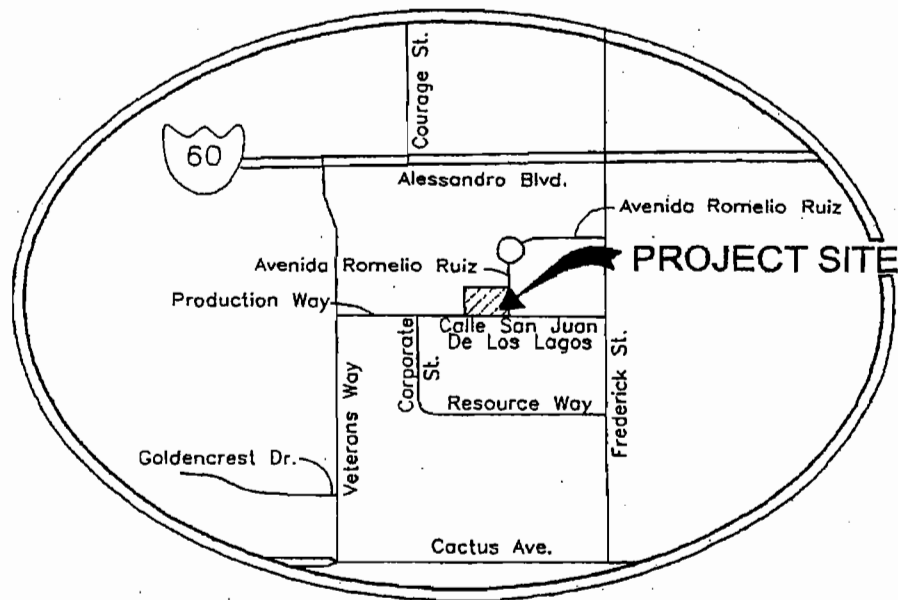 Courage St.
60
Alessandro Blvd.
Avenida Romelio Ruiz
Avenida Romelio Ruiz
PROJECT SITE
Production Way
Calle San Juan
De Los Lagos
Corporate
St.
Veterans Way
Resource Way
Frederick St.
Goldencrest Dr.
Cactus Ave.